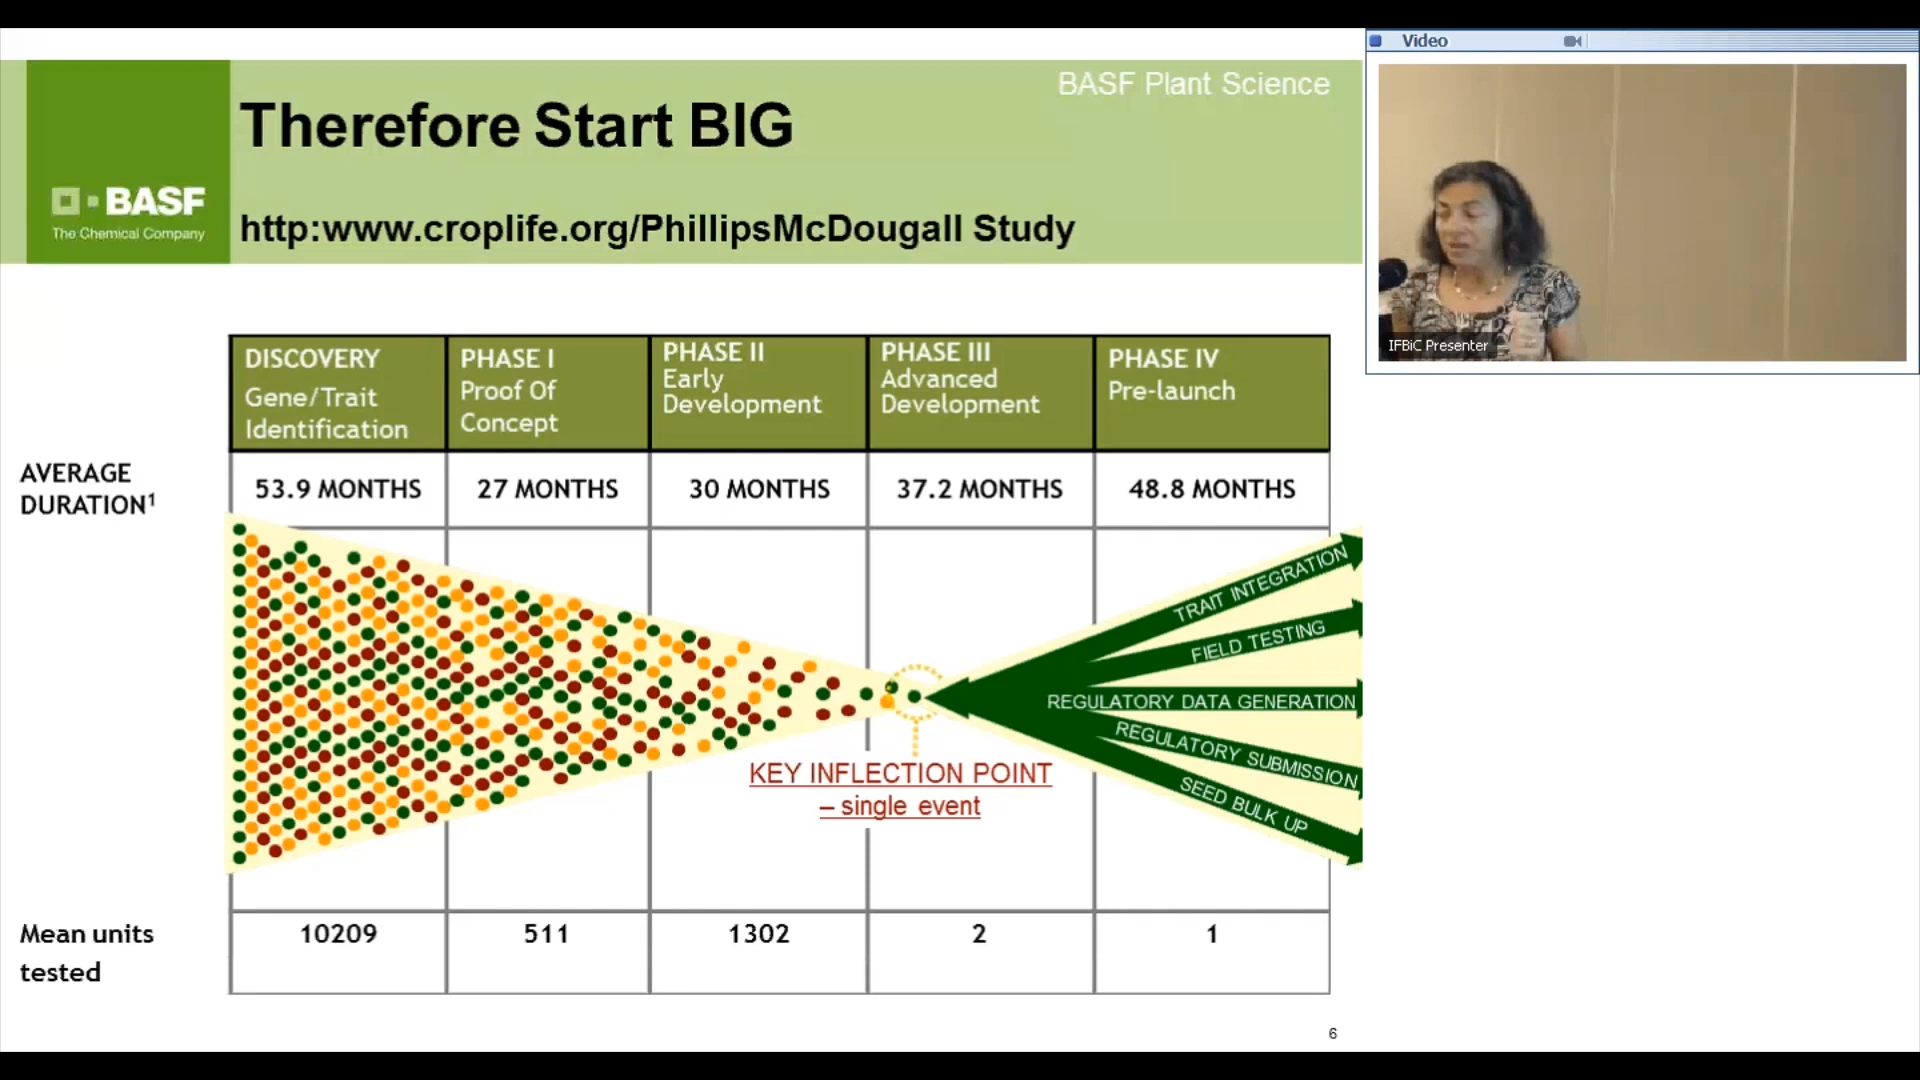 BASF Plant Science
Therefore Start BIG
BASF
The Chemical Company
http:www.croplife.org/PhillipsMcDougall Study
Video
IFBiC Presenter
DISCOVERY
Gene/Trait
Identification
PHASE I
Proof Of
Concept
PHASE II
Early
Development
PHASE III
Advanced
Development
PHASE IV
Pre-launch
AVERAGE
DURATION¹
53.9 MONTHS
27 MONTHS
30 MONTHS
37.2 MONTHS
48.8 MONTHS
TRAIT INTEGRATION
FIELD TESTING
REGULATORY DATA GENERATION
REGULATORY SUBMISSION
SEED BULK UP
KEY INFLECTION POINT
– single event
Mean units
tested
10209
511
1302
2
1
6